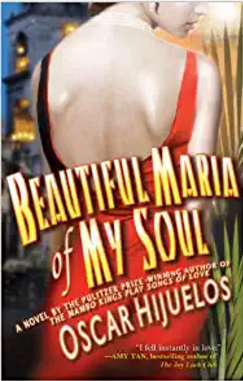 BEAUTIFUL MARIA
of MY SOUL
A NOVEL BY THE PULITZER PRIZE-WINNING AUTHOR OF
THE MAMBO KINGS PLAY SONGS OF LOVE
OSCAR HIJUELOS
"I fell instantly in love."
—AMY TAN, bestselling author of
The Joy Luck Club